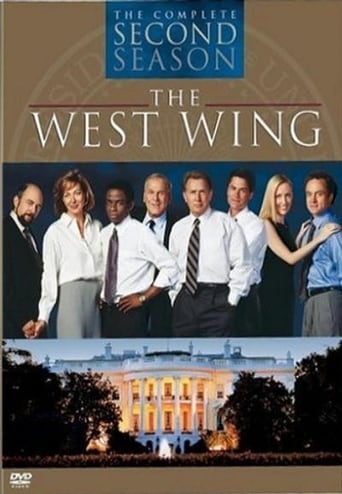 THE COMPLETE
SECOND
SEASON
THE
WEST WING
DVD